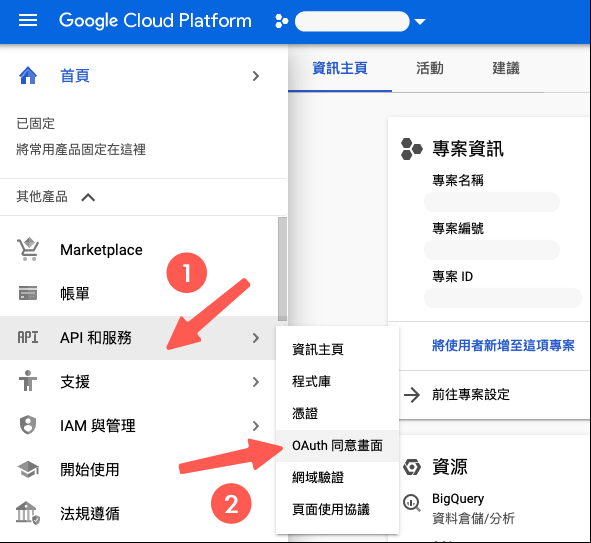 Google Cloud Platform
首頁
資訊主頁
活動
建議
已固定
將常用產品固定在這裡
其他產品
Marketplace
帳單
API
API 和服務
支援
IAM 與管理
開始使用
法規遵循
1
2
資訊主頁
程式庫
憑證
OAuth 同意畫面
網域驗證
頁面使用協議
專案資訊
專案名稱
專案編號
專案 ID
將使用者新增至這項專案
前往專案設定
資源
BigQuery
資料倉儲/分析